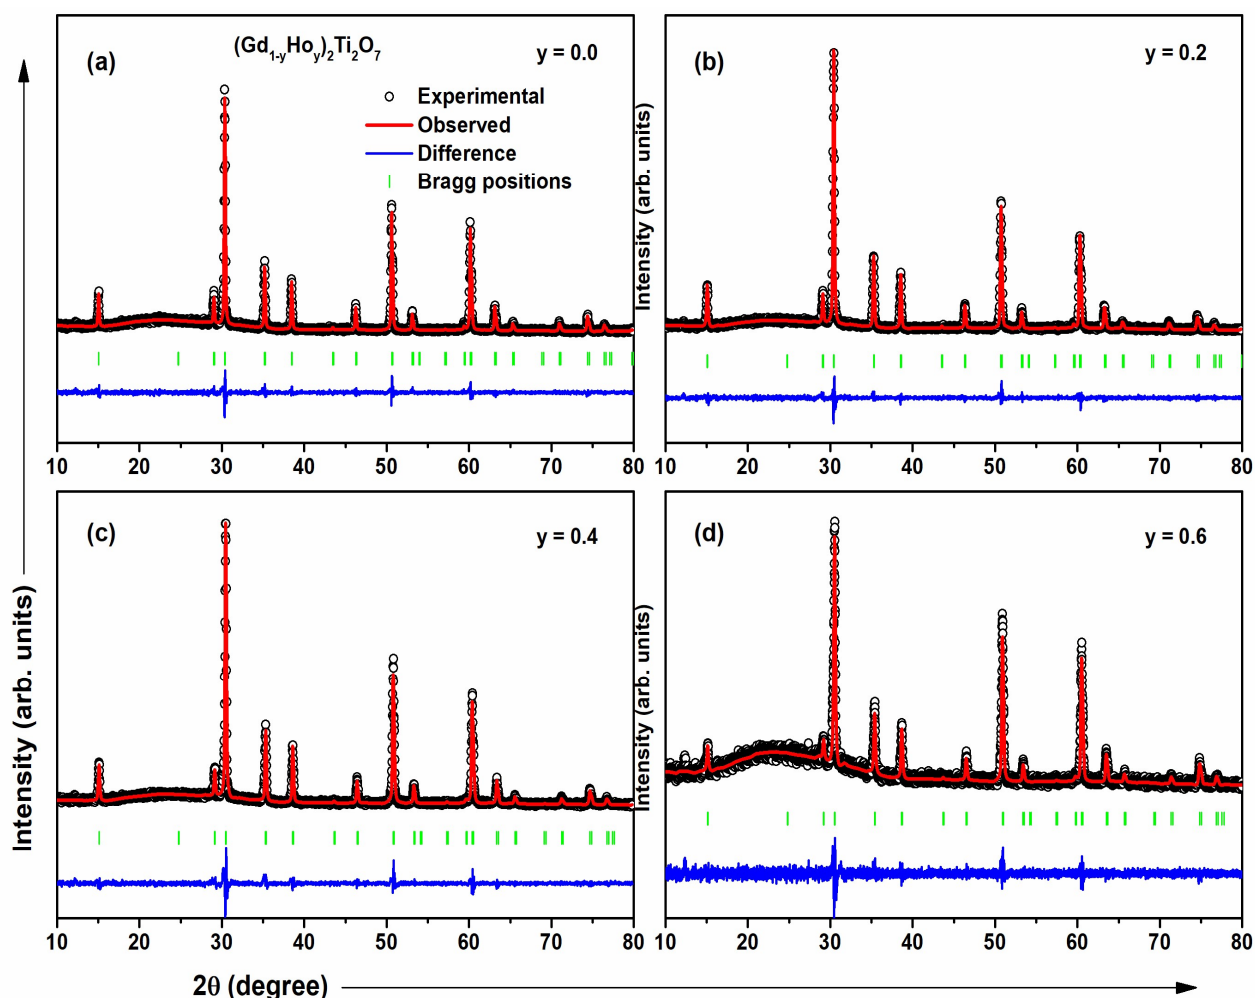 (a)
(Gd1-yHoy)2Ti2O7
y = 0.0
Experimental
Observed
Difference
Bragg positions
10 20 30 40 50 60 70 80
(b)
y = 0.2
Intensity (arb. units)
10 20 30 40 50 60 70 80
(c)
y = 0.4
10 20 30 40 50 60 70 80
(d)
y = 0.6
Intensity (arb. units)
10 20 30 40 50 60 70 80
Intensity (arb. units)
2θ (degree)